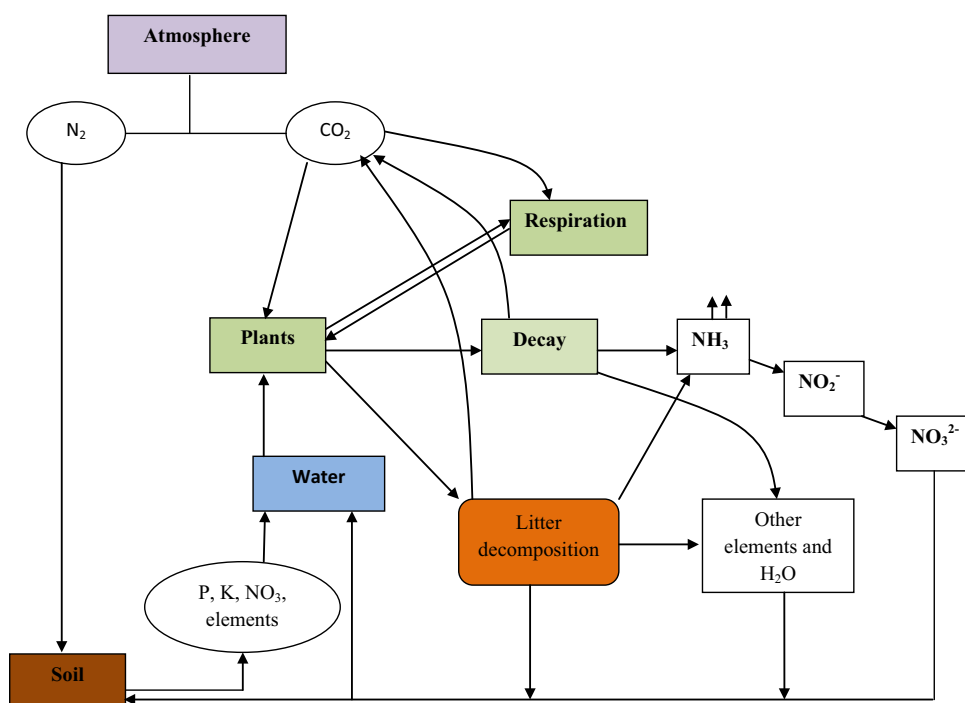 Atmosphere
N₂
CO₂
Respiration
Plants
Decay
NH₃
NO₂⁻
NO₃²⁻
Water
Litter
decomposition
Other
elements and
H₂O
P, K, NO₃,
elements
Soil